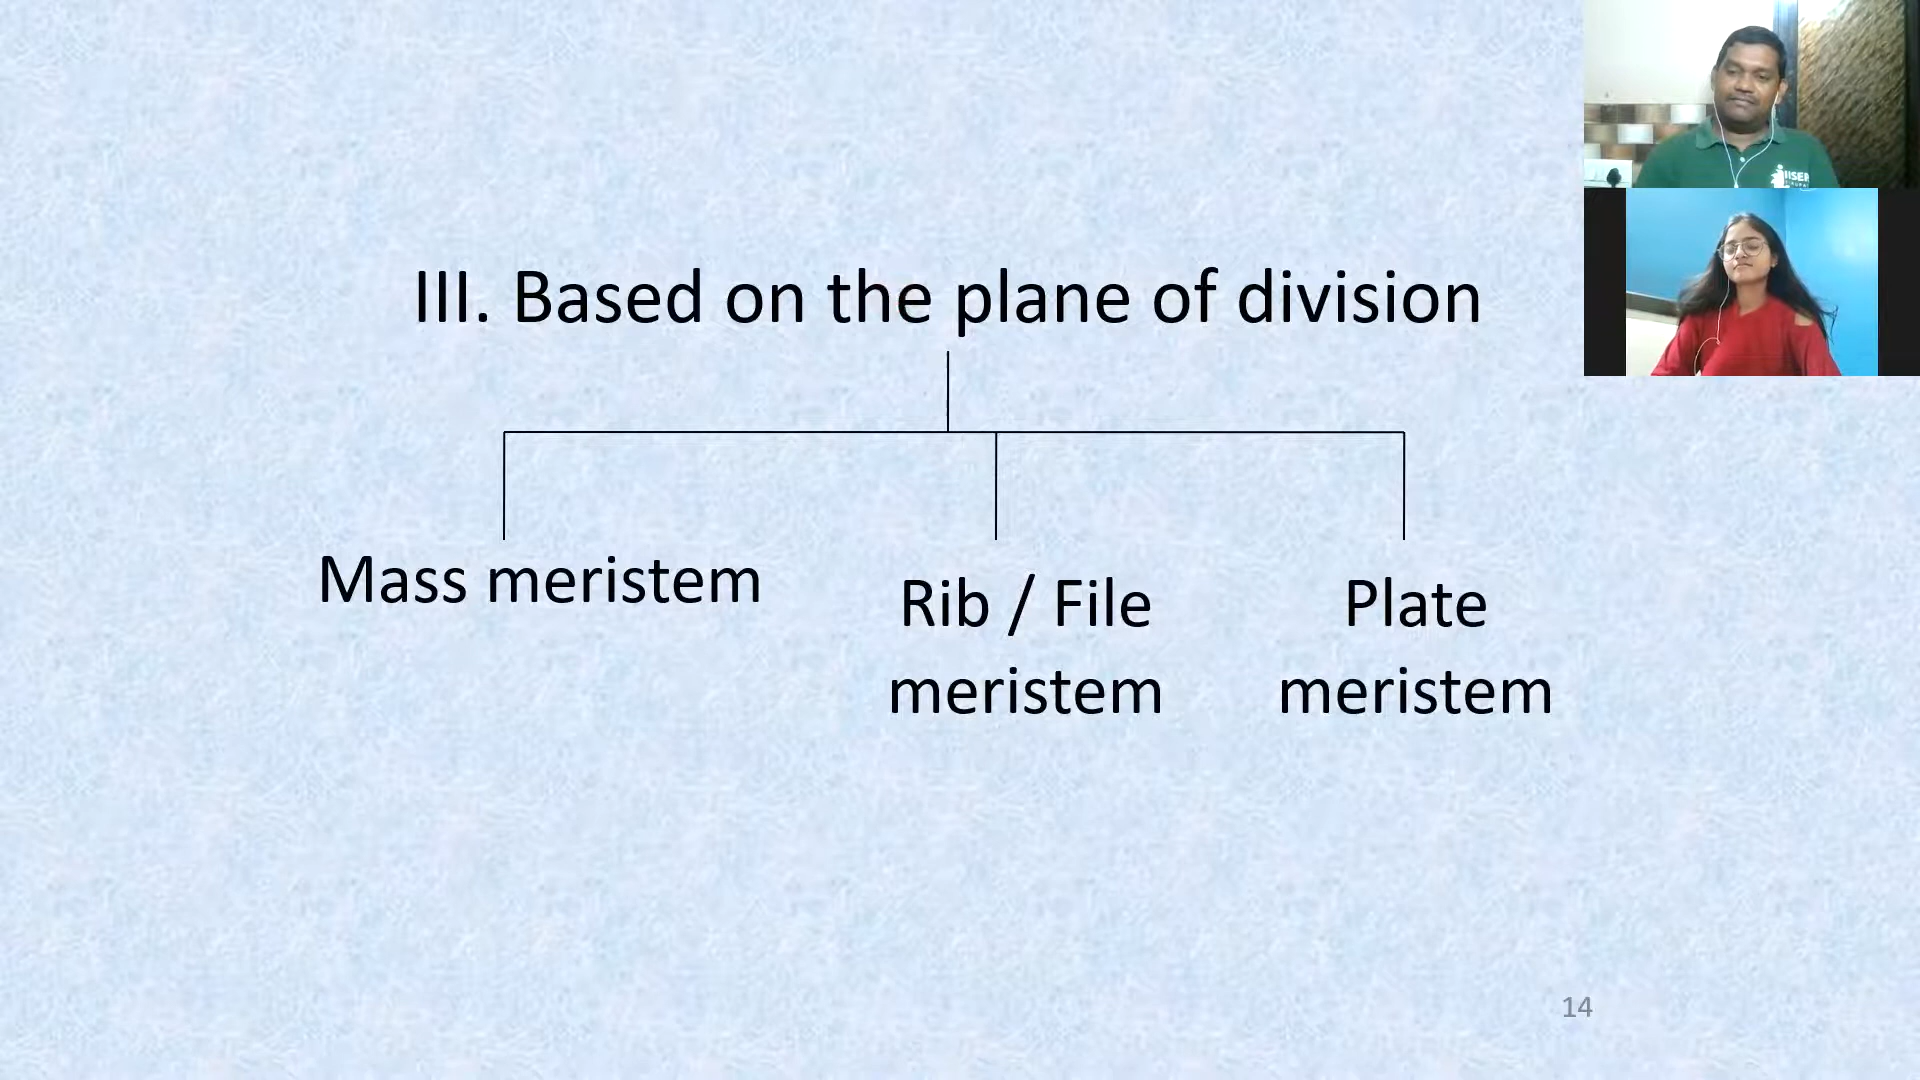 III. Based on the plane of division
Mass meristem
Rib / File
meristem
Plate
meristem
14